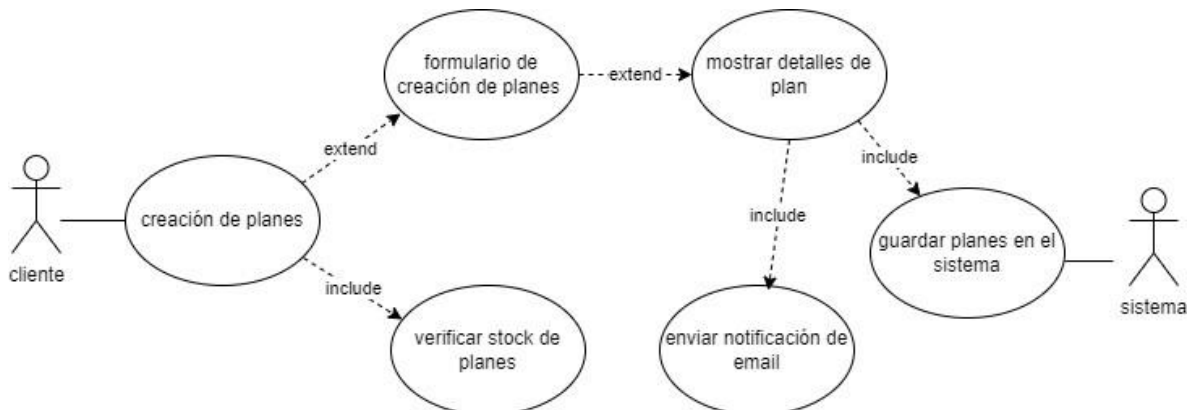 formulario de
creación de planes
extend
mostrar detalles de
plan
extend
include
creación de planes
include
guardar planes en el
sistema
cliente
include
sistema
verificar stock de
planes
enviar notificación de
email